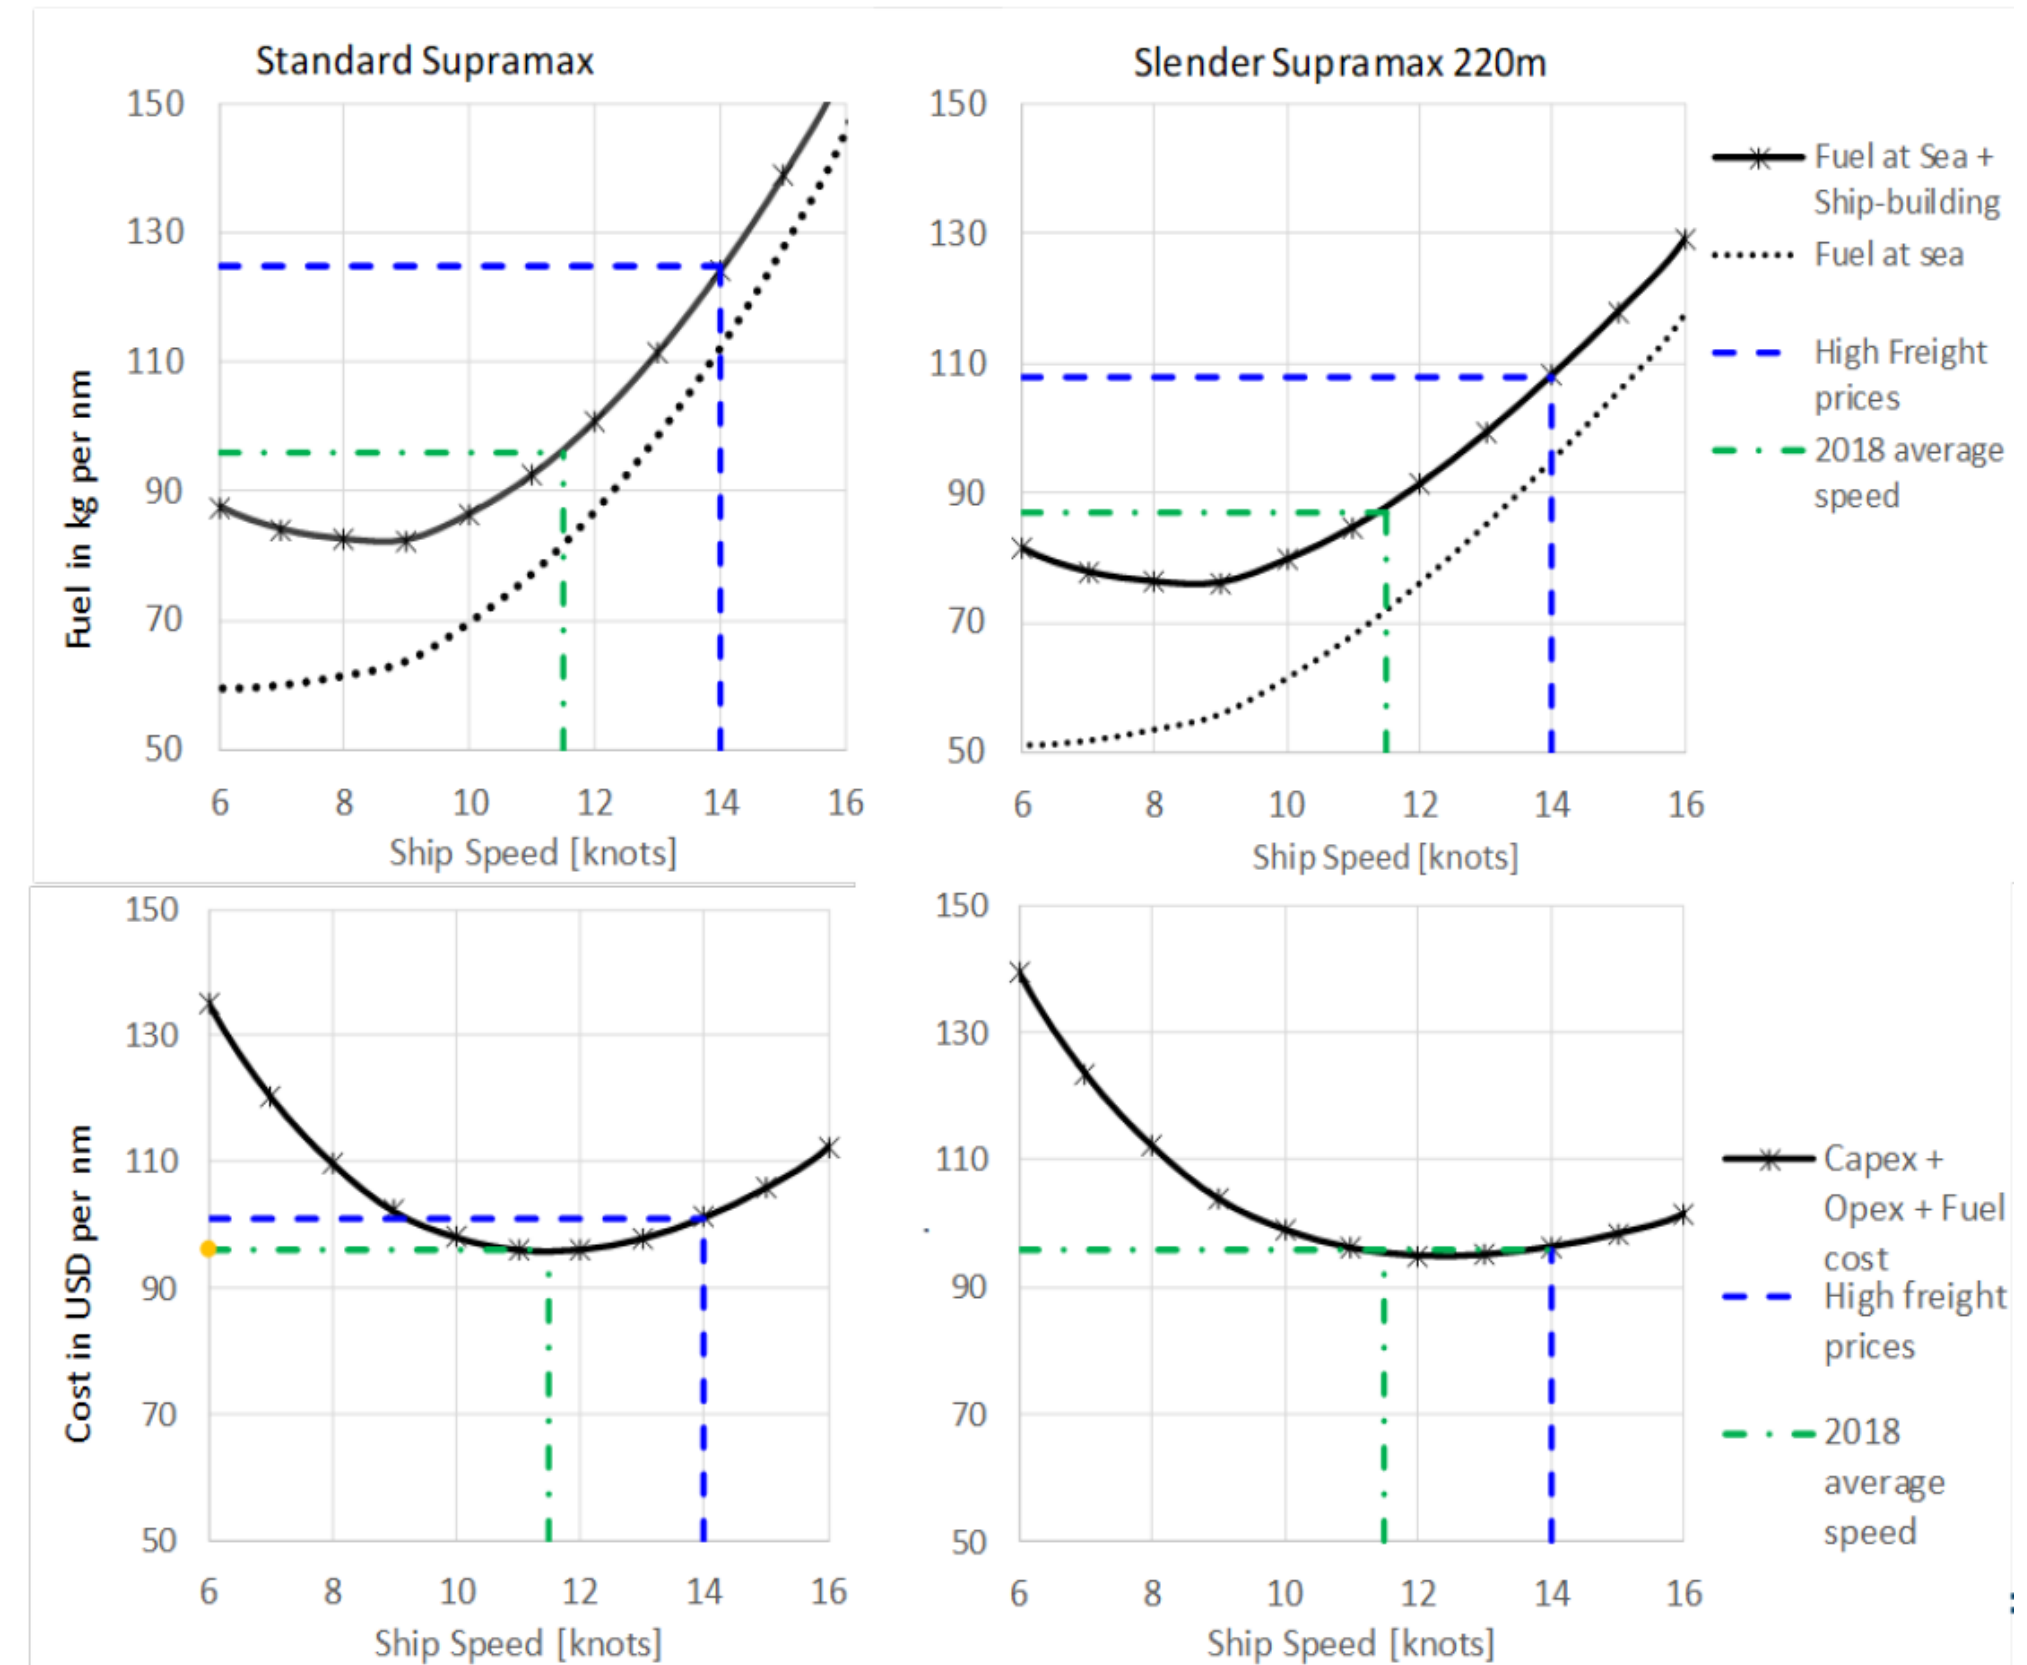 Standard Supramax
150
130
110
90
70
50
Fuel in kg per nm
6 8 10 12 14 16
Ship Speed [knots]
Slender Supramax 220m
150
130
110
90
70
50
6 8 10 12 14 16
Ship Speed [knots]
Fuel at Sea +
Ship-building
Fuel at sea
High Freight
prices
2018 average
speed
150
130
110
90
70
50
Cost in USD per nm
6 8 10 12 14 16
Ship Speed [knots]
150
130
110
90
70
50
6 8 10 12 14 16
Ship Speed [knots]
Capex +
Opex + Fuel
cost
High freight
prices
2018
average
speed